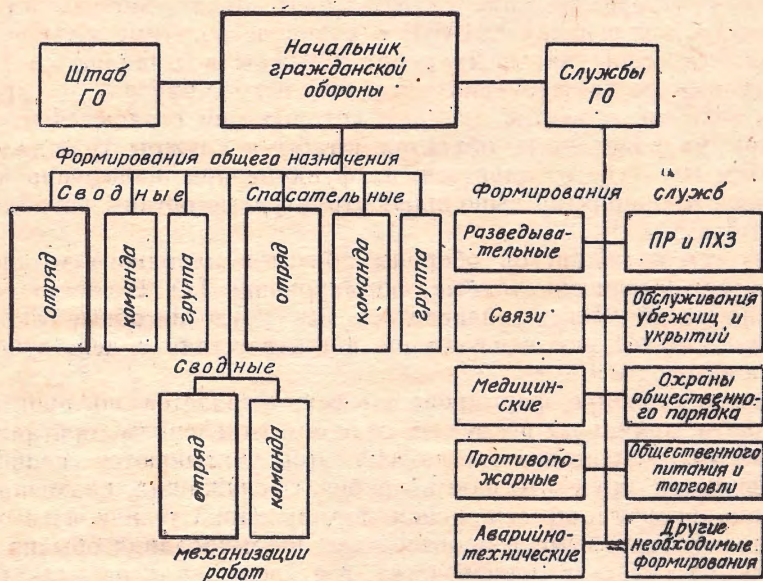 Штаб
ГО
Начальник
гражданской
обороны
Службы
ГО
Формирования общего назначения
Сводные
Спасательные
отряд
команда
группа
отряд
команда
группа
Сводные
отряд
команда
механизации
работ
Формирования служб
Разведыва-
тельные
ПР и ПХЗ
Связи
Обслуживания
убежищ и
укрытий
Медицин-
ские
Охраны
общественно-
го порядка
Противопо-
жарные
Общественного
питания и
торговли
Аварийно-
технические
Другие
необходимые
формирования